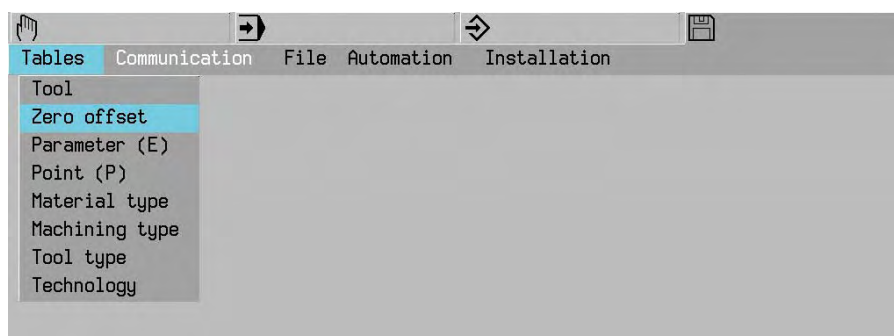 Tables Communication File Automation Installation
Tool
Zero offset
Parameter (E)
Point (P)
Material type
Machining type
Tool type
Technology